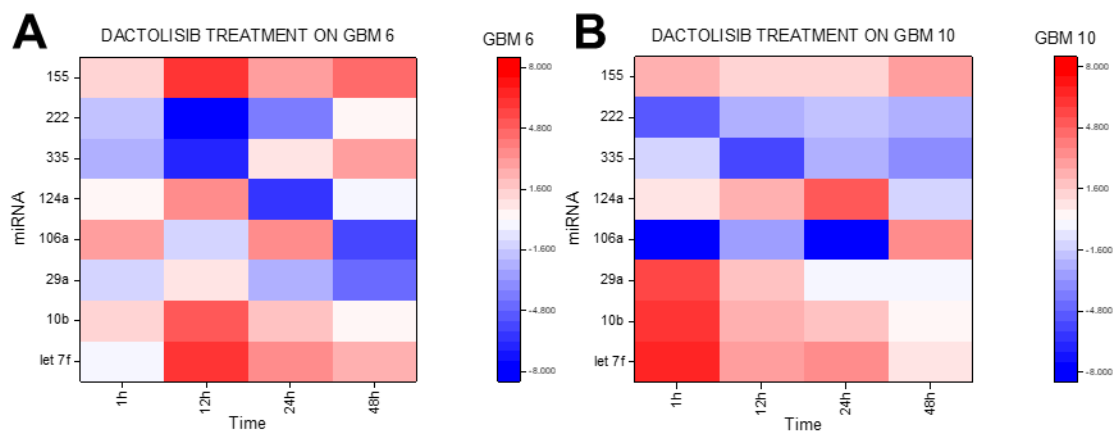 A
DACTOLISIB TREATMENT ON GBM 6
GBM 6
155
222
335
124a
106a
29a
10b
let 7f
miRNA
1h
12h
24h
48h
Time
8.000
4.800
1.600
-1.600
-4.800
-8.000
B
DACTOLISIB TREATMENT ON GBM 10
GBM 10
155
222
335
124a
106a
29a
10b
let 7f
miRNA
1h
12h
24h
48h
Time
8.000
4.800
1.600
-1.600
-4.800
-8.000